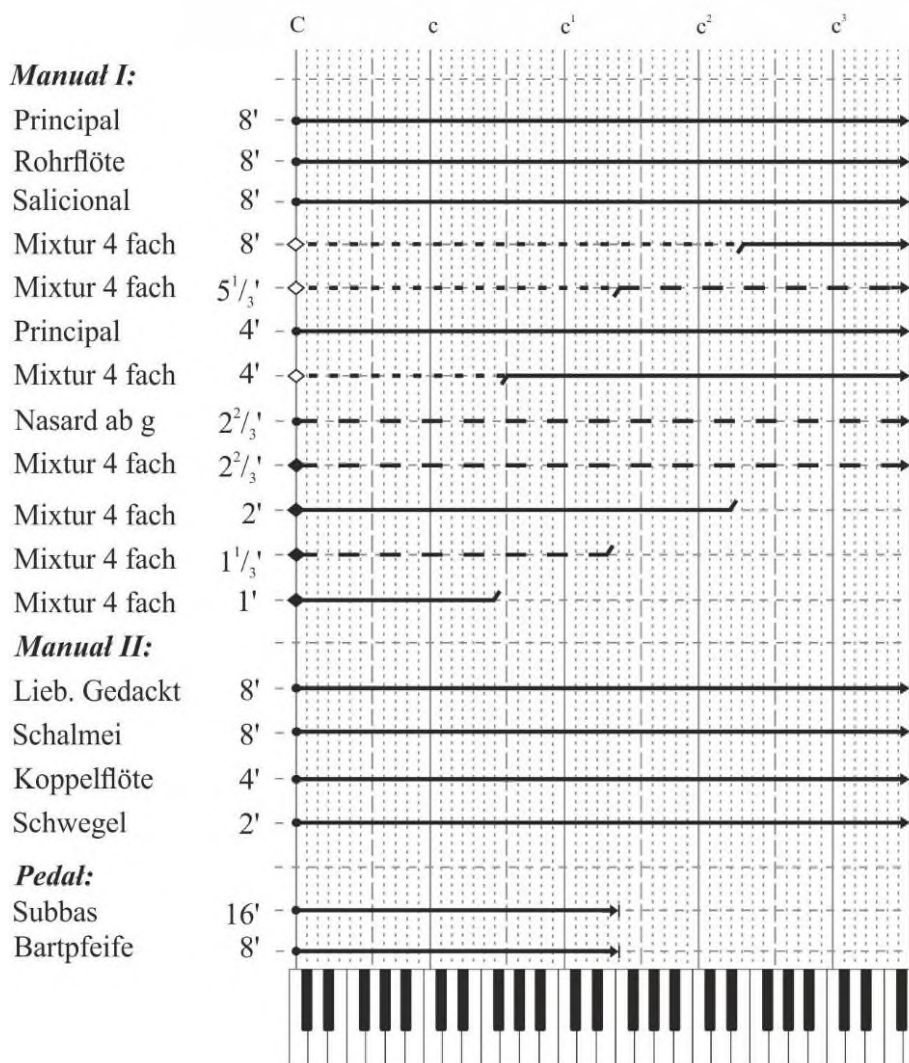 C c c¹ c² c³
Manuał I:
Principal 8'
Rohrflöte 8'
Salicional 8'
Mixtur 4 fach 8'
Mixtur 4 fach 5¹/₃'
Principal 4'
Mixtur 4 fach 4'
Nasard ab g 2²/₃'
Mixtur 4 fach 2²/₃'
Mixtur 4 fach 2'
Mixtur 4 fach 1¹/₃'
Mixtur 4 fach 1'
Manuał II:
Lieb. Gedackt 8'
Schalmei 8'
Koppelflöte 4'
Schwegel 2'
Pedał:
Subbas 16'
Bartpfeife 8'